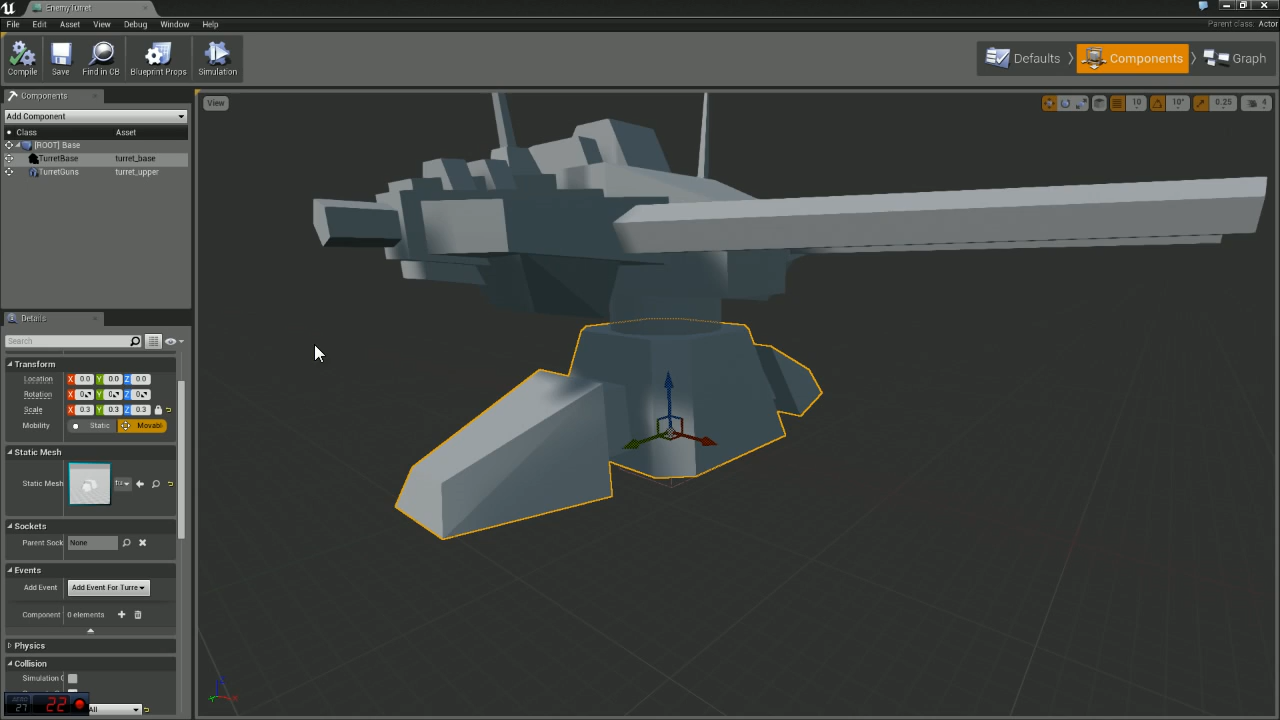 EnemyTurret
File Edit Asset View Debug Window Help
Parent class: Actor
Compile Save Find in CB Blueprint Props Simulation
Defaults Components Graph
Components
Add Component
Class Asset
[ROOT] Base
TurretBase turret_base
TurretGuns turret_upper
View
10 10° 0.25 4
Details
Search
Transform
Location X 0.0 Y 0.0 Z 0.0
Rotation X Y Z
Scale X 0.3 Y 0.3 Z 0.3
Mobility Static Movabl
Static Mesh
Static Mesh
Sockets
Parent Sock None
Events
Add Event Add Event For Turre
Component 0 elements
Physics
Collision
Simulation
27 22 All